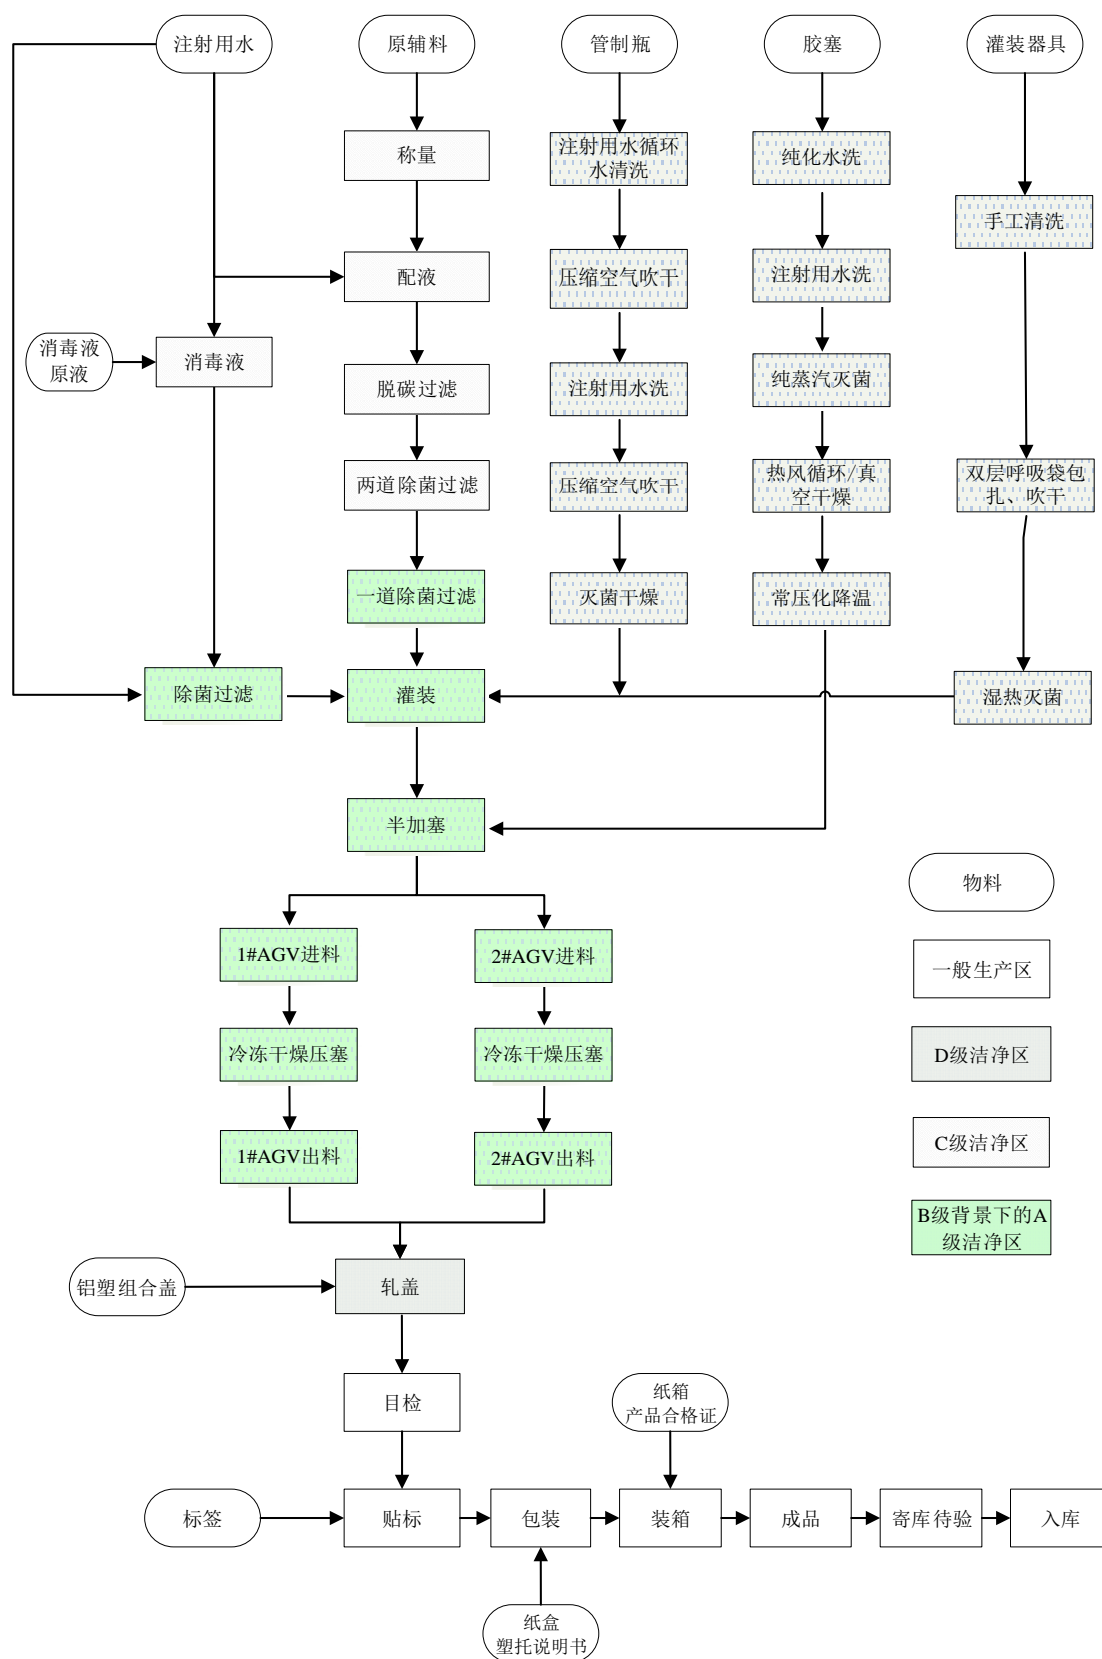 注射用水
原辅料
管制瓶
胶塞
灌装器具
称量
注射用水循环
水清洗
纯化水洗
手工清洗
配液
压缩空气吹干
注射用水洗
消毒液
原液
消毒液
脱碳过滤
注射用水洗
纯蒸汽灭菌
两道除菌过滤
压缩空气吹干
热风循环/真
空干燥
双层呼吸袋包
扎、吹干
一道除菌过滤
灭菌干燥
常压化降温
除菌过滤
灌装
湿热灭菌
半加塞
物料
1#AGV进料
2#AGV进料
一般生产区
冷冻干燥压塞
冷冻干燥压塞
D级洁净区
1#AGV出料
2#AGV出料
C级洁净区
B级背景下的A
级洁净区
铝塑组合盖
轧盖
目检
纸箱
产品合格证
标签
贴标
包装
装箱
成品
寄库待验
入库
纸盒
塑托说明书